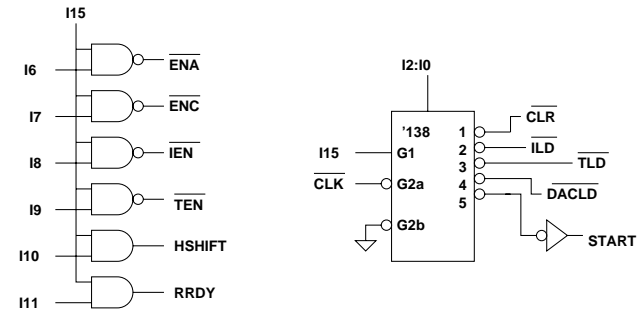 I15
I6
ENA
I7
ENC
I8
IEN
I9
TEN
I10
HSHIFT
I11
RRDY
I2:I0
'138
I15
G1
CLK
G2a
G2b
1
2
3
4
5
CLR
ILD
TLD
DACLD
START